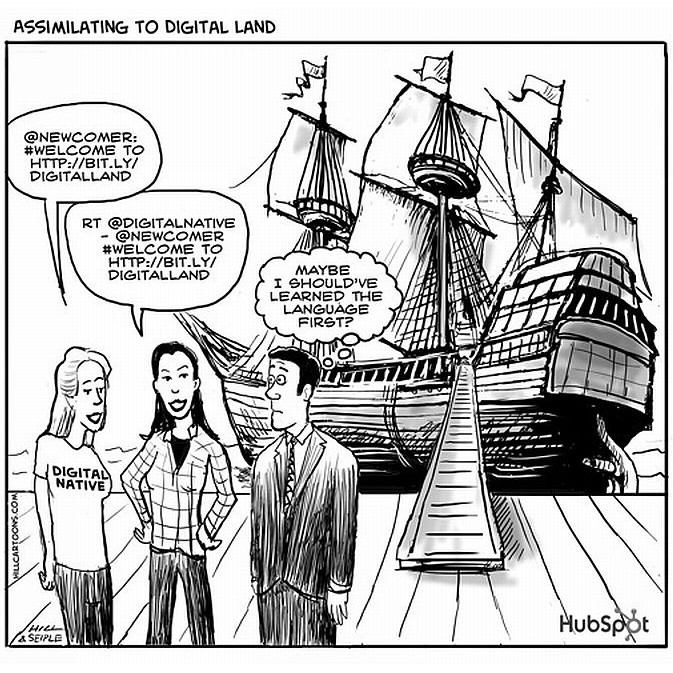 ASSIMILATING TO DIGITAL LAND
@NEWCOMER:
#WELCOME TO
HTTP://BIT.LY/
DIGITALLAND
RT @DIGITALNATIVE
- @NEWCOMER
#WELCOME TO
HTTP://BIT.LY/
DIGITALLAND
MAYBE
I SHOULD'VE
LEARNED THE
LANGUAGE
FIRST?
DIGITAL
NATIVE
HILLCARTOONS.COM
HILL
& SEIPLE
HubSpot